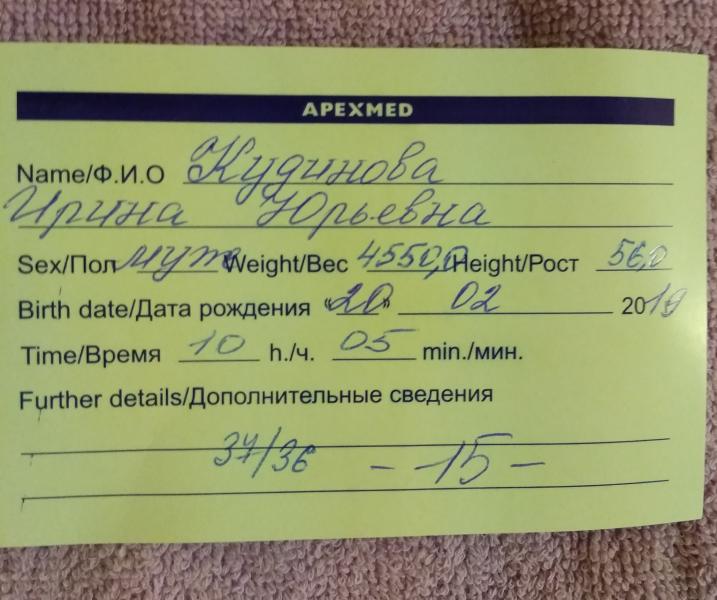 APEXMED
Name/Ф.И.О Кудинова
Ирина Юрьевна
Sex/Пол муж Weight/Вес 4550,0 Height/Рост 56,0
Birth date/Дата рождения «20» 02 2019
Time/Время 10 h./ч. 05 min./мин.
Further details/Дополнительные сведения
37/36 - 15 -